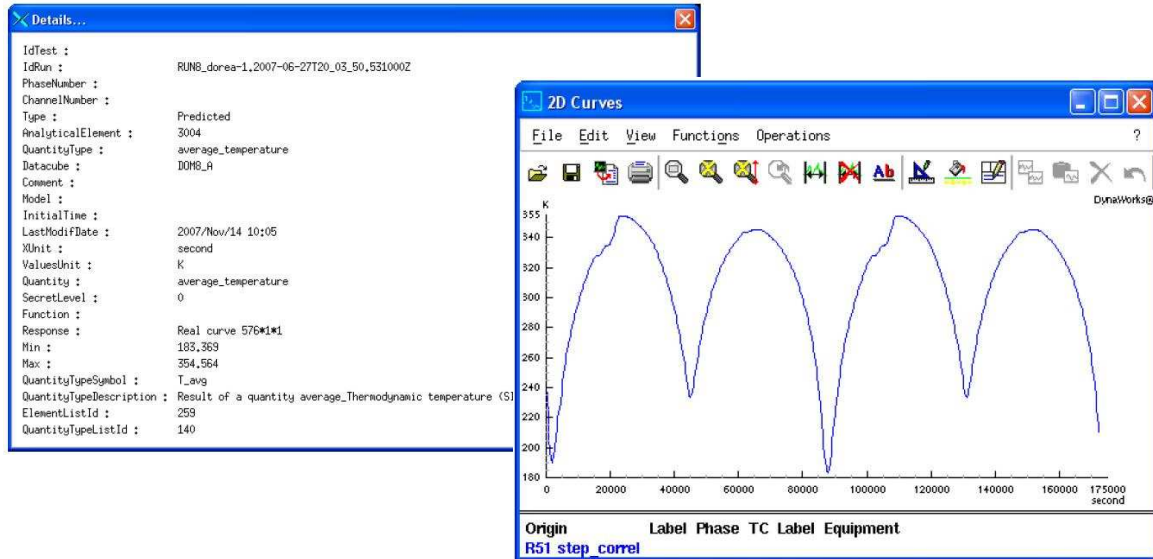 Details...
IdTest :
IdRun : RUN8_dorea-1.2007-06-27T20_03_50.531000Z
PhaseNumber :
ChannelNumber :
Type : Predicted
AnalyticalElement : 3004
QuantityType : average_temperature
Datacube : DOM8_A
Comment :
Model :
InitialTime :
LastModifDate : 2007/Nov/14 10:05
XUnit : second
ValuesUnit : K
Quantity : average_temperature
SecretLevel : 0
Function :
Response : Real curve 576*1*1
Min : 183.369
Max : 354.564
QuantityTypeSymbol : T_avg
QuantityTypeDescription : Result of a quantity average_Thermodynamic temperature (SI
ElementListId : 259
QuantityTypeListId : 140
2D Curves
File Edit View Functions Operations ?
Ab
DynaWorks@
K
355
340
320
300
280
260
240
220
200
180
0 20000 40000 60000 80000 100000 120000 140000 160000 175000
second
Origin Label Phase TC Label Equipment
R51 step_correl